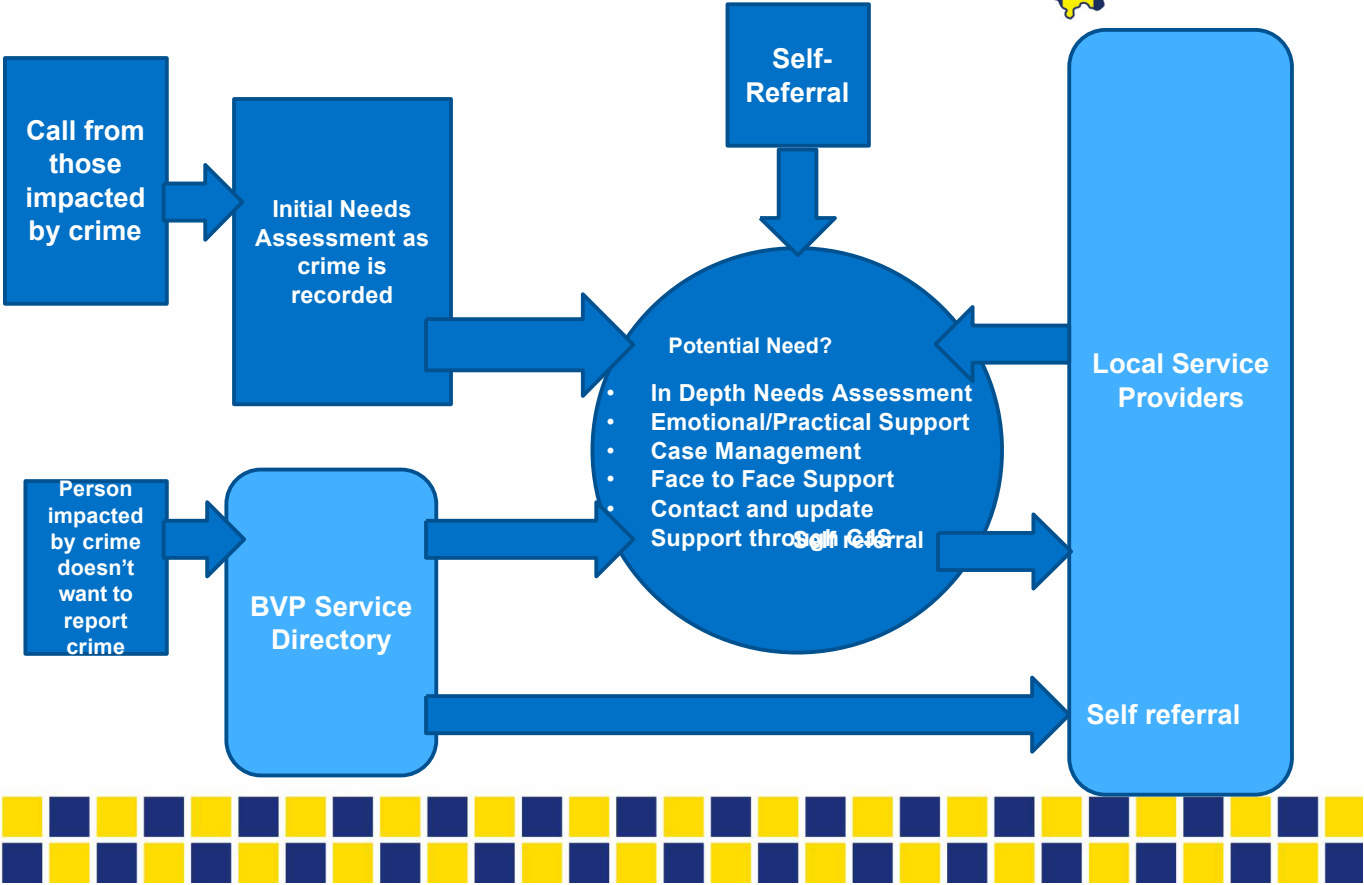 Call from
those
impacted
by crime
Initial Needs
Assessment as
crime is
recorded
Self-
Referral
Potential Need?
• In Depth Needs Assessment
• Emotional/Practical Support
• Case Management
• Face to Face Support
• Contact and update
• Support through CJS
Self referral
Local Service
Providers
Self referral
Person
impacted
by crime
doesn’t
want to
report
crime
BVP Service
Directory